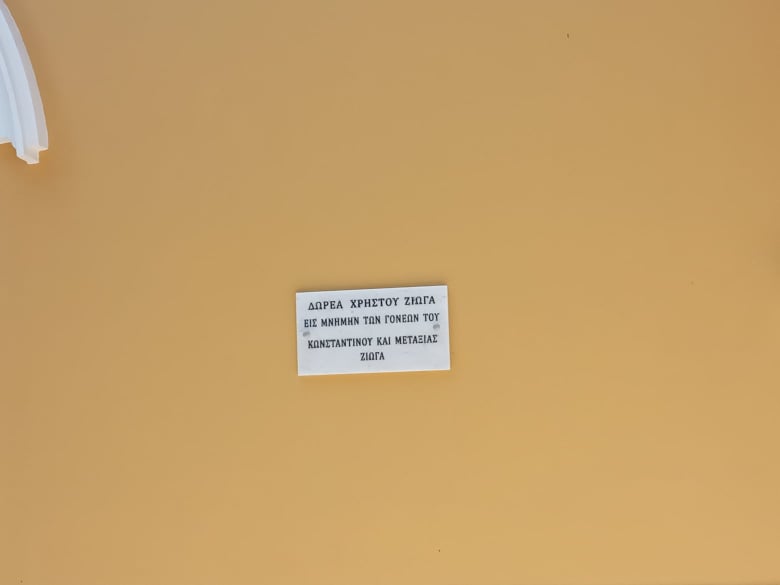 ΔΩΡΕΑ ΧΡΗΣΤΟΥ ΖΙΩΓΑ
ΕΙΣ ΜΝΗΜΗΝ ΤΩΝ ΓΟΝΕΩΝ ΤΟΥ
ΚΩΝΣΤΑΝΤΙΝΟΥ ΚΑΙ ΜΕΤΑΞΙΑΣ
ΖΙΩΓΑ